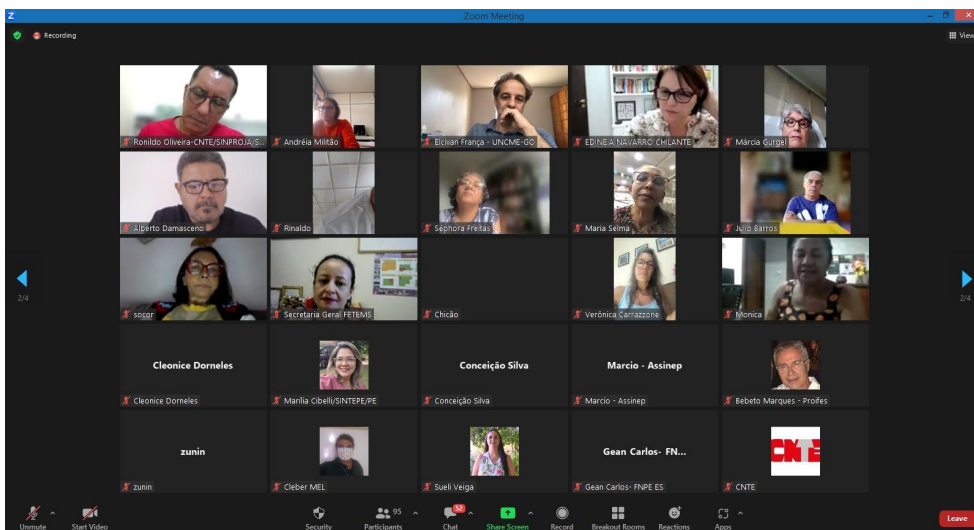 Zoom Meeting
Recording
View
Ronildo Oliveira-CNTE/SINPROJA/S...
Andréia Militão
Elcivan França - UNCME-GO
EDINEIA NAVARRO CHILANTE
Márcia Gurgel
Alberto Damasceno
Rinaldo
Sephora Freitas
Maria Selma
Julio Barros
socor
Secretaria Geral FETEMS
Chicão
Verônica Carrazzone
Monica
2/4
2/4
Cleonice Dorneles
Conceição Silva
Marcio - Assinep
Cleonice Dorneles
Marília Cibelli/SINTEPE/PE
Conceição Silva
Marcio - Assinep
Bebeto Marques - Proifes
zunin
Gean Carlos- FN...
CNTE
zunin
Cleber MEL
Sueli Veiga
Gean Carlos- FNPE ES
CNTE
95
52
Unmute
Start Video
Security
Participants
Chat
Share Screen
Record
Breakout Rooms
Reactions
Apps
Leave